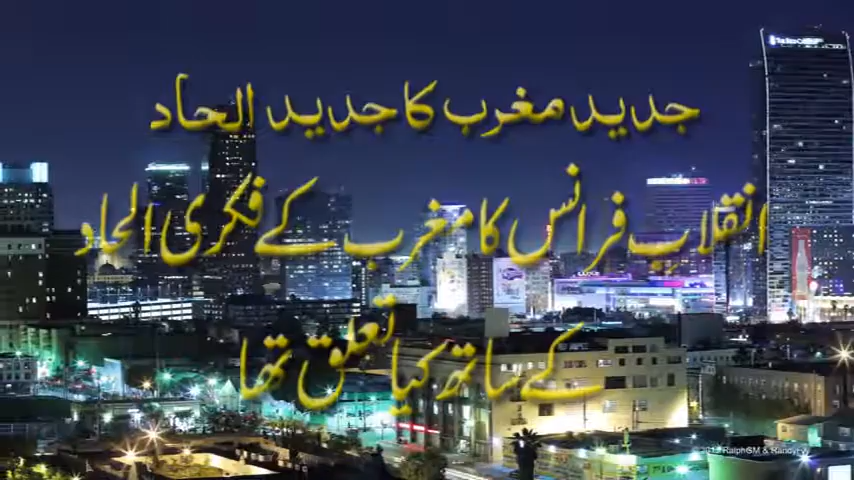 جدید مغرب کا جدید الحاد
انقلاب فرانس کا مغرب کے فکری الحاد
کے ساتھ کیا تعلق تھا